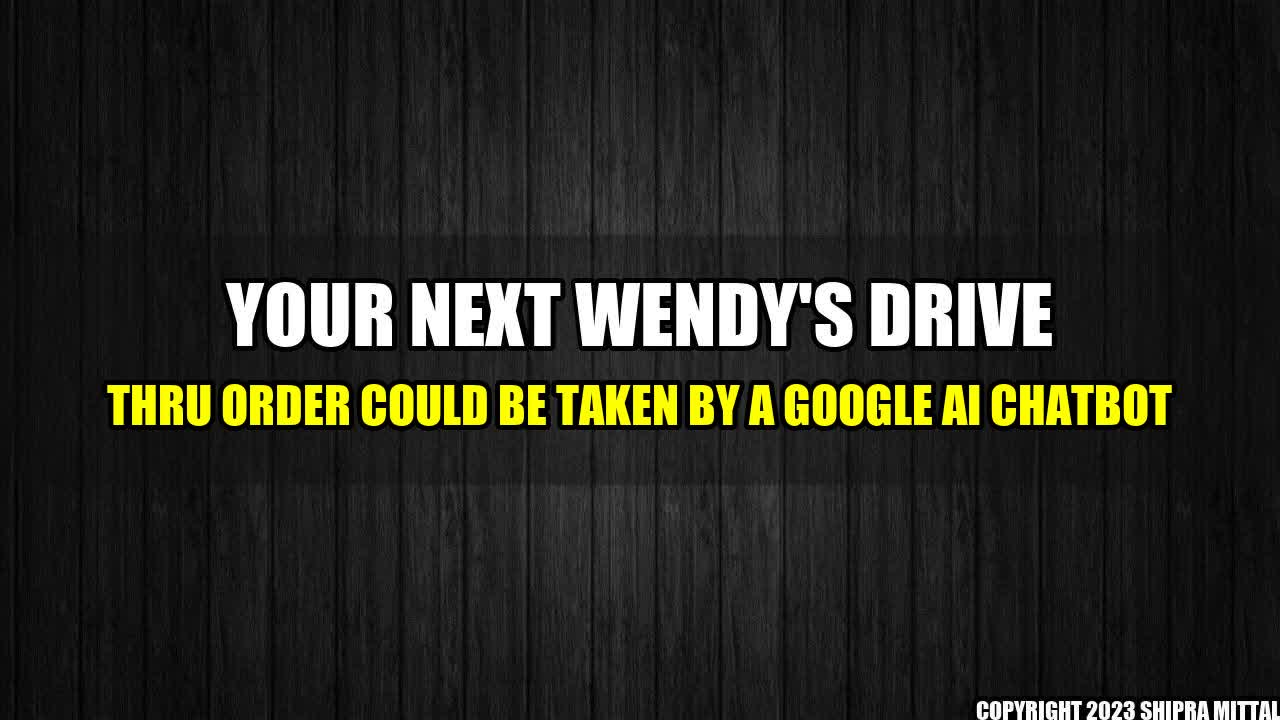 YOUR NEXT WENDY'S DRIVE
THRU ORDER COULD BE TAKEN BY A GOOGLE AI CHATBOT
COPYRIGHT 2023 SHIPRA MITTAL